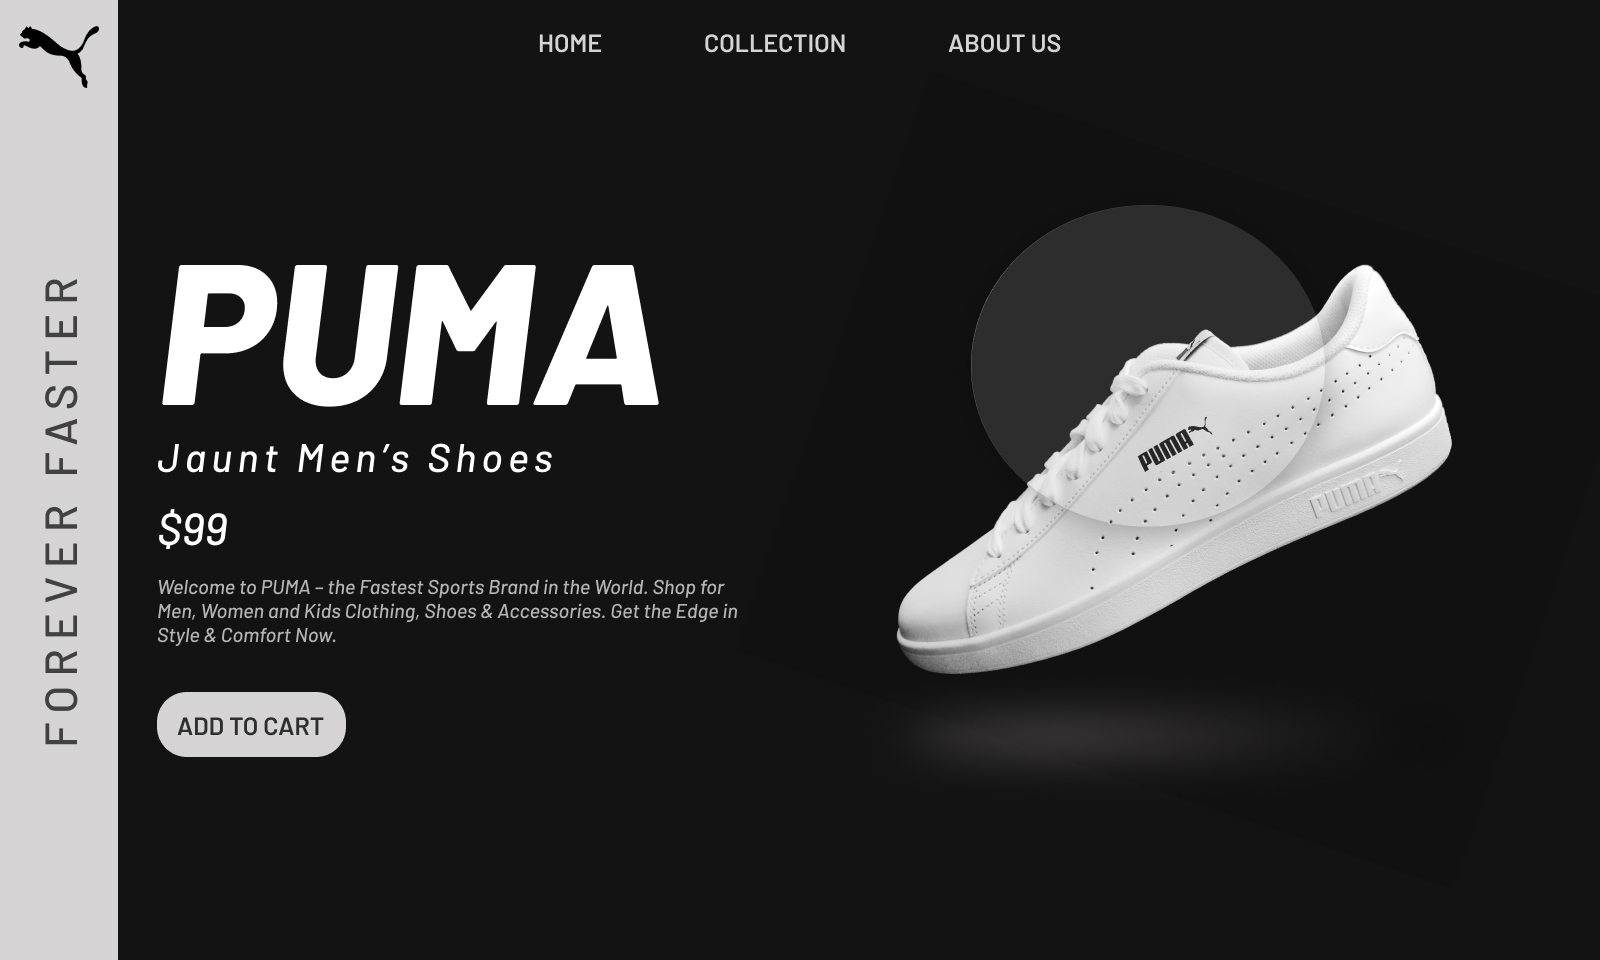 HOME COLLECTION ABOUT US
FOREVER FASTER
PUMA
Jaunt Men’s Shoes
$99
Welcome to PUMA – the Fastest Sports Brand in the World. Shop for
Men, Women and Kids Clothing, Shoes & Accessories. Get the Edge in
Style & Comfort Now.
ADD TO CART
PUMA
PUMA